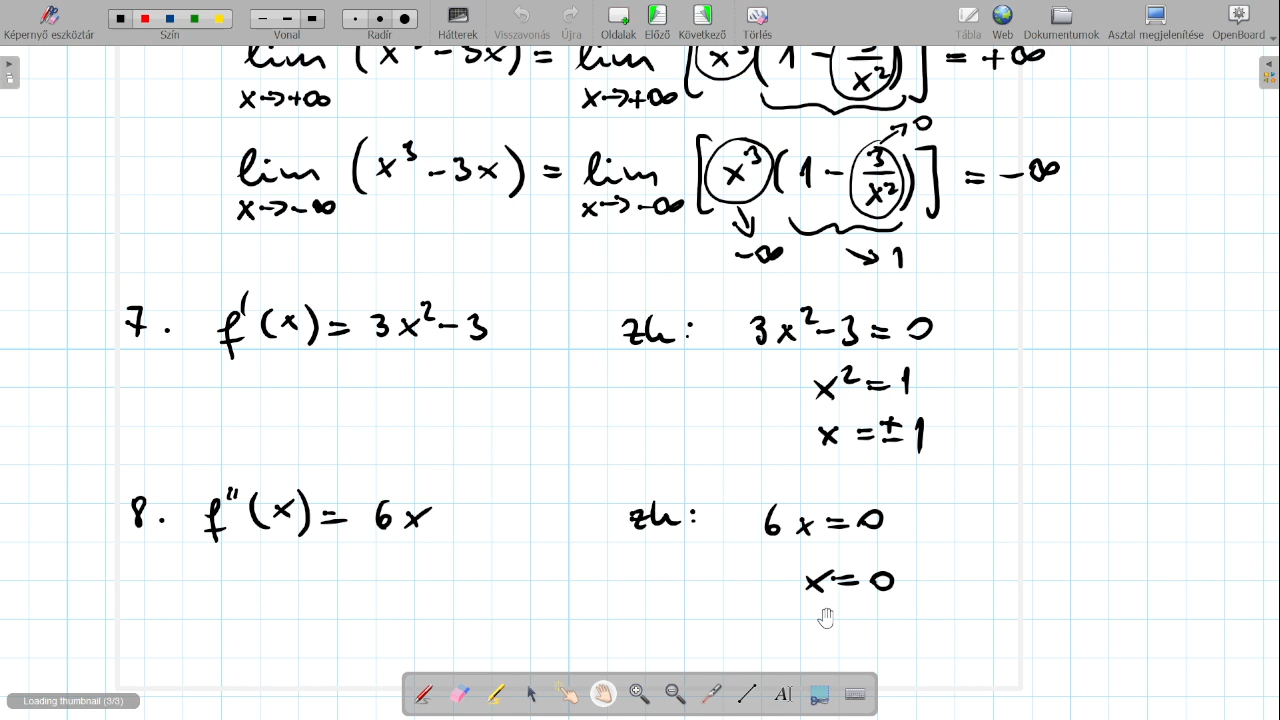 Képernyő eszköztár Szín Vonal Radír Hátterek Visszavonás Újra Oldalak Előző Következő Törlés Tábla Web Dokumentumok Asztal megjelenítése OpenBoard
lim x→+∞ (x³ - 3x) = lim x→+∞ [x³(1 - 3/x²)] = +∞
lim x→-∞ (x³ - 3x) = lim x→-∞ [x³(1 - 3/x²)] = -∞
→ 0
-∞ → 1
7. f'(x) = 3x² - 3 zh: 3x² - 3 = 0
x² = 1
x = ± 1
8. f''(x) = 6x zh: 6x = 0
x = 0
Loading thumbnail (3/3) AI